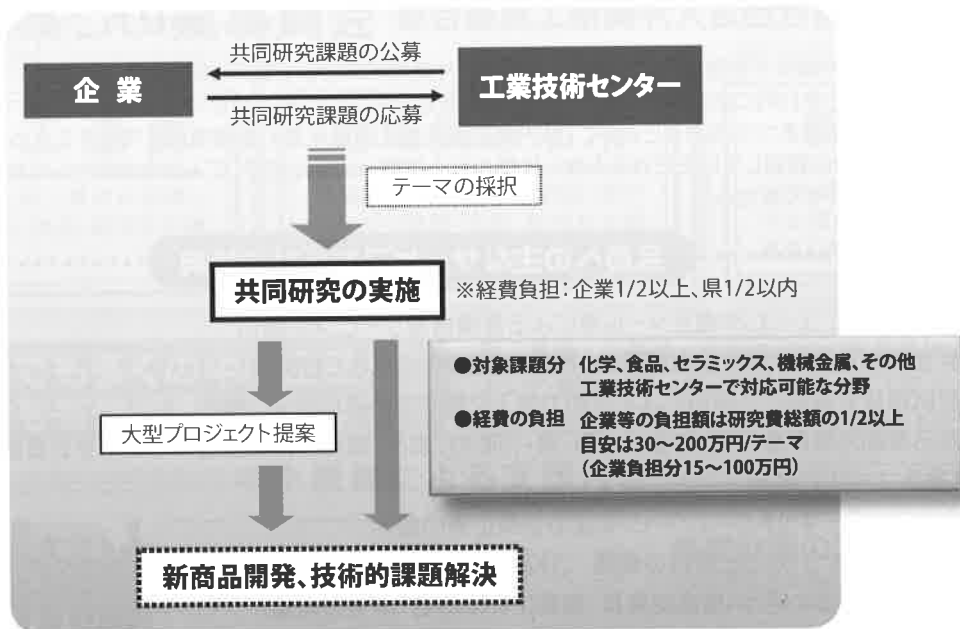 共同研究課題の公募
企業
工業技術センター
共同研究課題の応募
テーマの採択
共同研究の実施
※経費負担:企業1/2以上、県1/2以内
●対象課題分 化学、食品、セラミックス、機械金属、その他
工業技術センターで対応可能な分野
●経費の負担 企業等の負担額は研究費総額の1/2以上
目安は30～200万円/テーマ
(企業負担分15～100万円)
大型プロジェクト提案
新商品開発、技術的課題解決